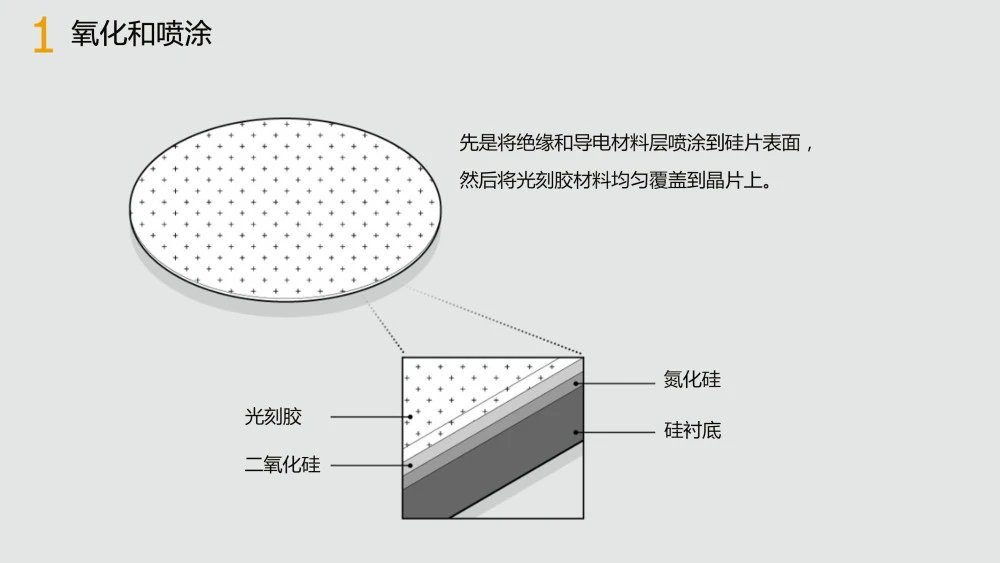 1 氧化和喷涂
先是将绝缘和导电材料层喷涂到硅片表面，
然后将光刻胶材料均匀覆盖到晶片上。
氮化硅
光刻胶
硅衬底
二氧化硅